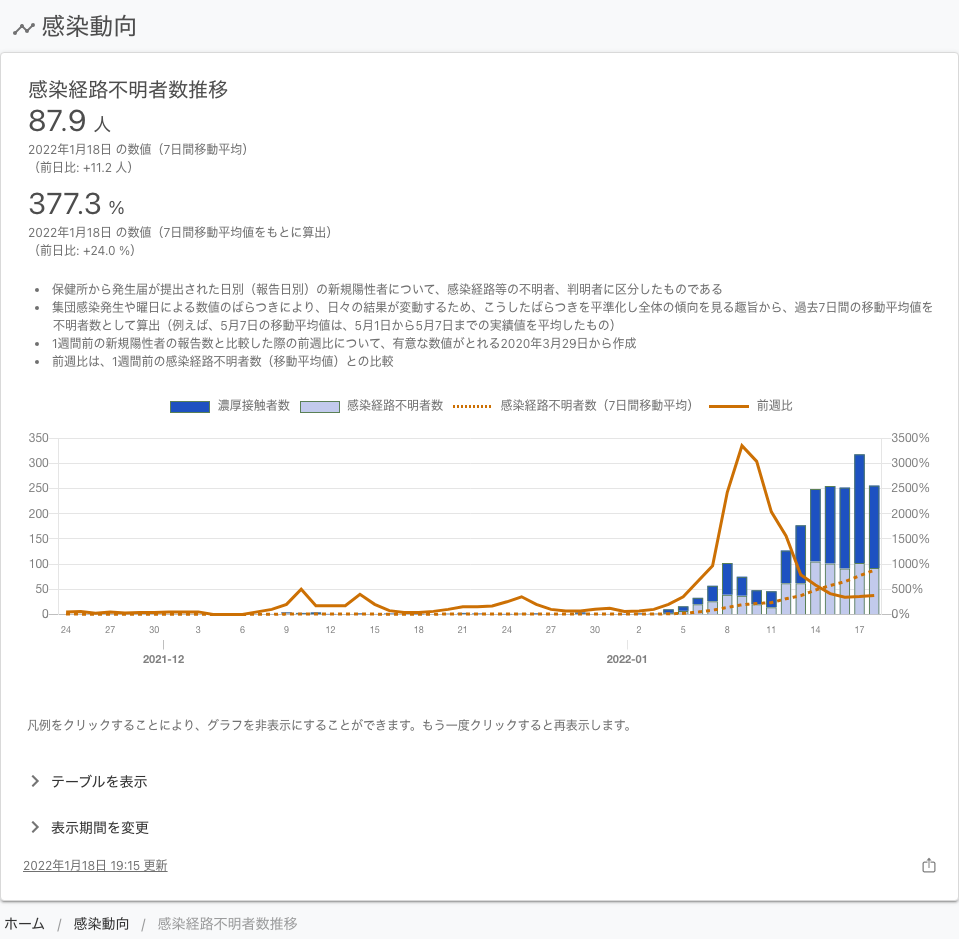 感染動向
感染経路不明者数推移
87.9 人
2022年1月18日 の数値（7日間移動平均）
（前日比: +11.2 人）
377.3 %
2022年1月18日 の数値（7日間移動平均値をもとに算出）
（前日比: +24.0 %）
• 保健所から発生届が提出された日別（報告日別）の新規陽性者について、感染経路等の不明者、判明者に区分したものである
• 集団感染発生や曜日による数値のばらつきにより、日々の結果が変動するため、こうしたばらつきを平準化し全体の傾向を見る趣旨から、過去7日間の移動平均値を
不明者数として算出（例えば、5月7日の移動平均値は、5月1日から5月7日までの実績値を平均したもの）
• 1週間前の新規陽性者の報告数と比較した際の前週比について、有意な数値がとれる2020年3月29日から作成
• 前週比は、1週間前の感染経路不明者数（移動平均値）との比較
濃厚接触者数 感染経路不明者数 感染経路不明者数（7日間移動平均） 前週比
350 3500%
300 3000%
250 2500%
200 2000%
150 1500%
100 1000%
50 500%
0 0%
24 27 30 3 6 9 12 15 18 21 24 27 30 2 5 8 11 14 17
2021-12 2022-01
凡例をクリックすることにより、グラフを非表示にすることができます。もう一度クリックすると再表示します。
テーブルを表示
表示期間を変更
2022年1月18日 19:15 更新
ホーム / 感染動向 / 感染経路不明者数推移